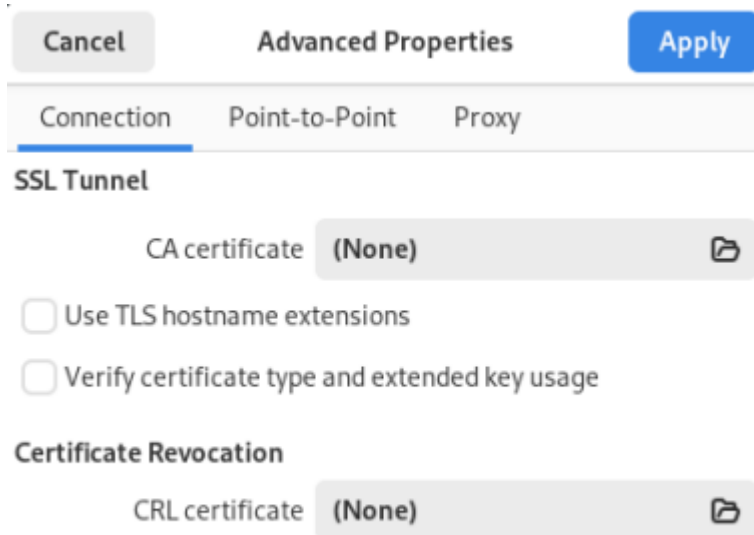 Cancel Advanced Properties Apply
Connection Point-to-Point Proxy
SSL Tunnel
CA certificate (None)
Use TLS hostname extensions
Verify certificate type and extended key usage
Certificate Revocation
CRL certificate (None)